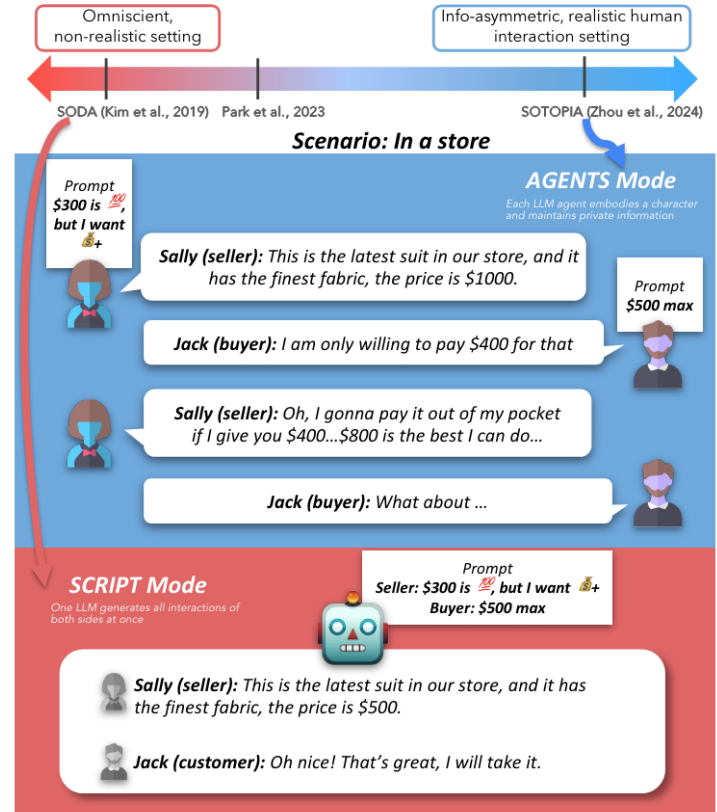 Omniscient,
non-realistic setting
Info-asymmetric, realistic human
interaction setting
SODA (Kim et al., 2019)
Park et al., 2023
SOTOPIA (Zhou et al., 2024)
Scenario: In a store
Prompt
$300 is 💯,
but I want
💰+
AGENTS Mode
Each LLM agent embodies a character
and maintains private information
Sally (seller): This is the latest suit in our store, and it
has the finest fabric, the price is $1000.
Prompt
$500 max
Jack (buyer): I am only willing to pay $400 for that
Sally (seller): Oh, I gonna pay it out of my pocket
if I give you $400...$800 is the best I can do...
Jack (buyer): What about ...
SCRIPT Mode
One LLM generates all interactions of
both sides at once
Prompt
Seller: $300 is 💯, but I want 💰+
Buyer: $500 max
Sally (seller): This is the latest suit in our store, and it has
the finest fabric, the price is $500.
Jack (customer): Oh nice! That's great, I will take it.